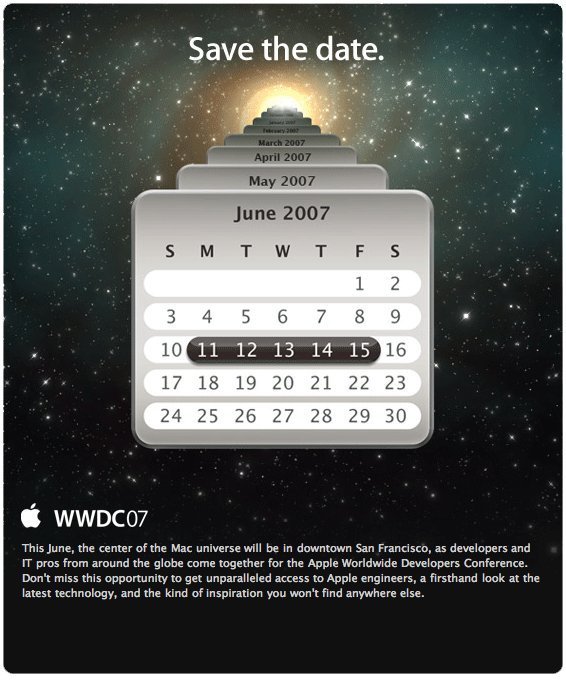 Save the date.
January 2007
February 2007
March 2007
April 2007
May 2007
June 2007
S M T W T F S
1 2
3 4 5 6 7 8 9
10 11 12 13 14 15 16
17 18 19 20 21 22 23
24 25 26 27 28 29 30
WWDC07
This June, the center of the Mac universe will be in downtown San Francisco, as developers and
IT pros from around the globe come together for the Apple Worldwide Developers Conference.
Don't miss this opportunity to get unparalleled access to Apple engineers, a firsthand look at the
latest technology, and the kind of inspiration you won't find anywhere else.